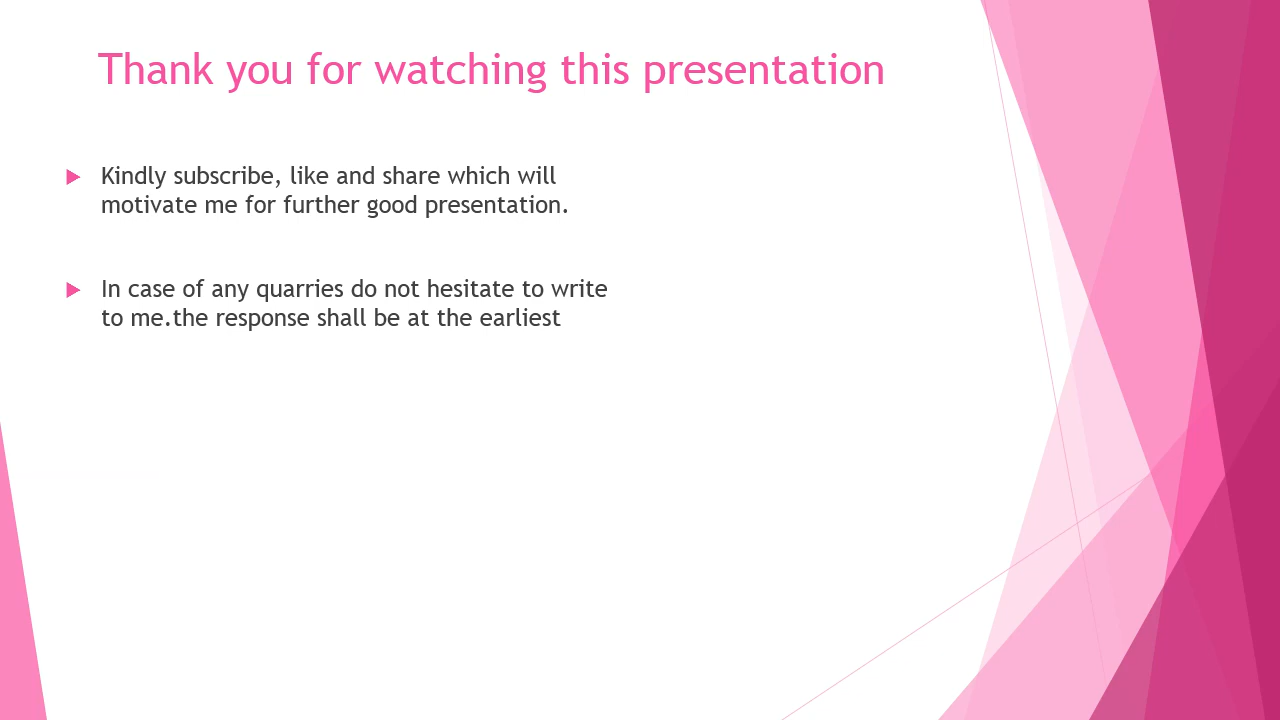 Thank you for watching this presentation
Kindly subscribe, like and share which will
motivate me for further good presentation.
In case of any quarries do not hesitate to write
to me.the response shall be at the earliest